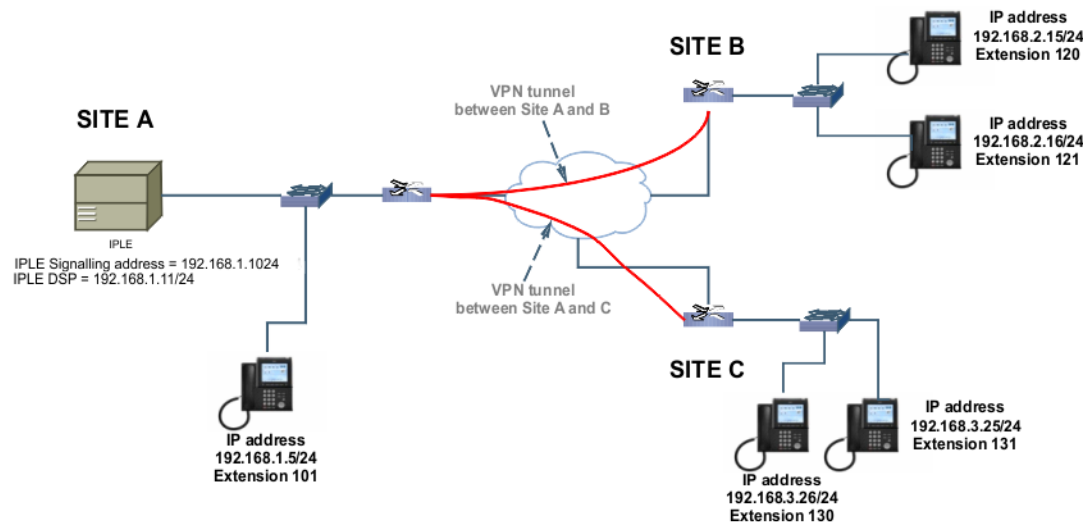 SITE A
IPLE
IPLE Signalling address = 192.168.1.1024
IPLE DSP = 192.168.1.11/24
IP address
192.168.1.5/24
Extension 101
VPN tunnel
between Site A and B
VPN tunnel
between Site A and C
SITE B
IP address
192.168.2.15/24
Extension 120
IP address
192.168.2.16/24
Extension 121
SITE C
IP address
192.168.3.26/24
Extension 130
IP address
192.168.3.25/24
Extension 131